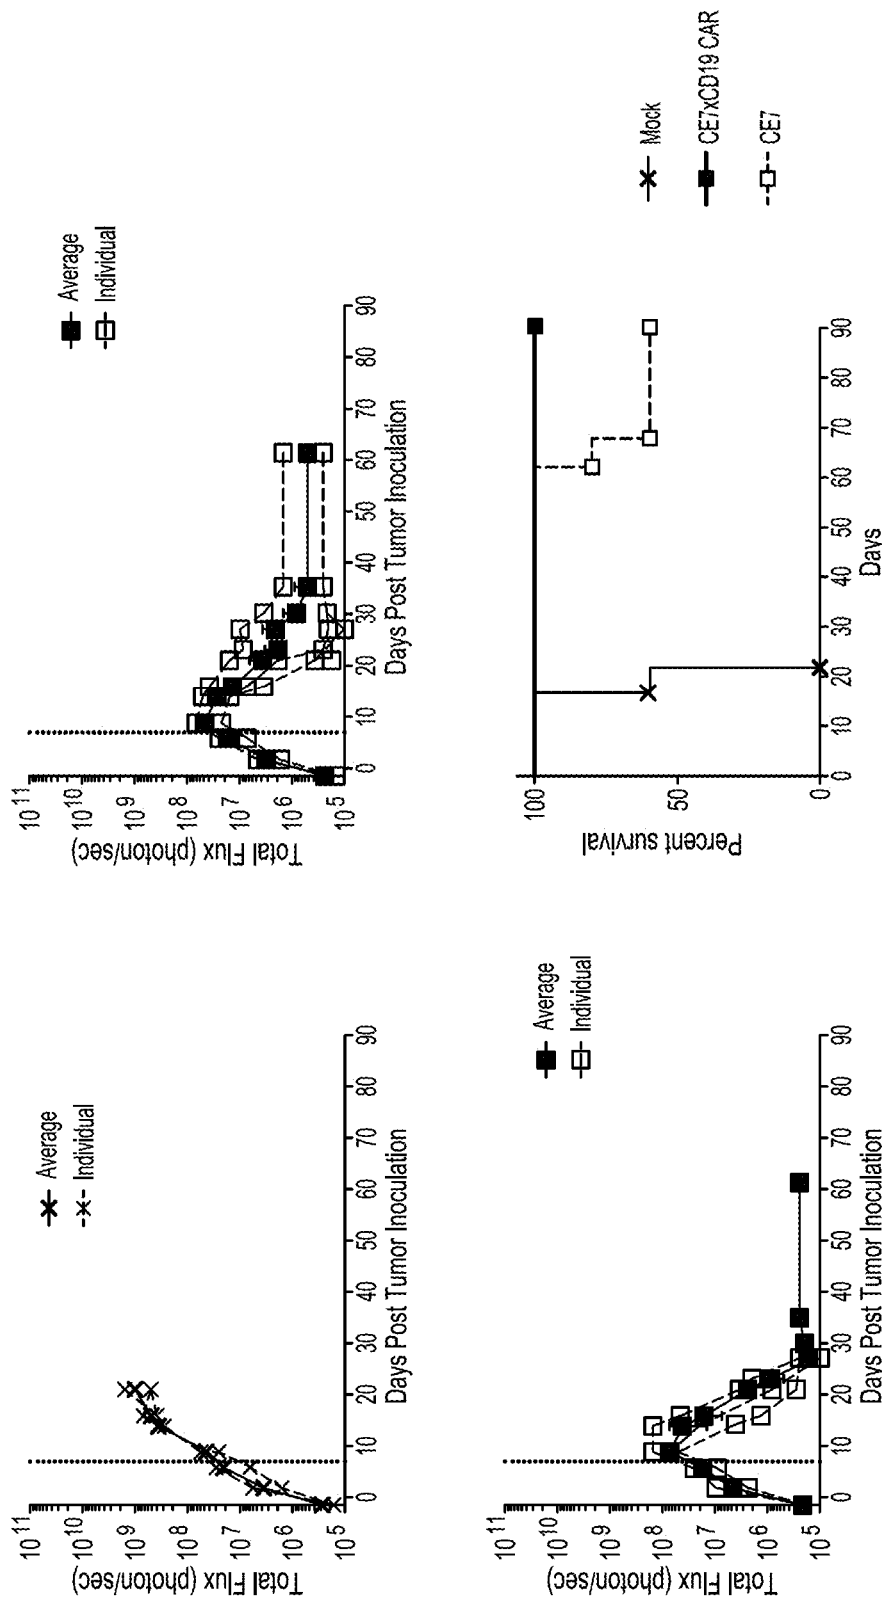 Total Flux (photon/sec)
10^11
10^10
10^9
10^8
10^7
10^6
10^5
0 10 20 30 40 50 60 70 80 90
Days Post Tumor Inoculation
Average
Individual
Total Flux (photon/sec)
10^11
10^10
10^9
10^8
10^7
10^6
10^5
0 10 20 30 40 50 60 70 80 90
Days Post Tumor Inoculation
Average
Individual
Total Flux (photon/sec)
10^11
10^10
10^9
10^8
10^7
10^6
10^5
0 10 20 30 40 50 60 70 80 90
Days Post Tumor Inoculation
Average
Individual
Percent survival
100
50
0
0 10 20 30 40 50 60 70 80 90
Days
Mock
CE7xCD19 CAR
CE7